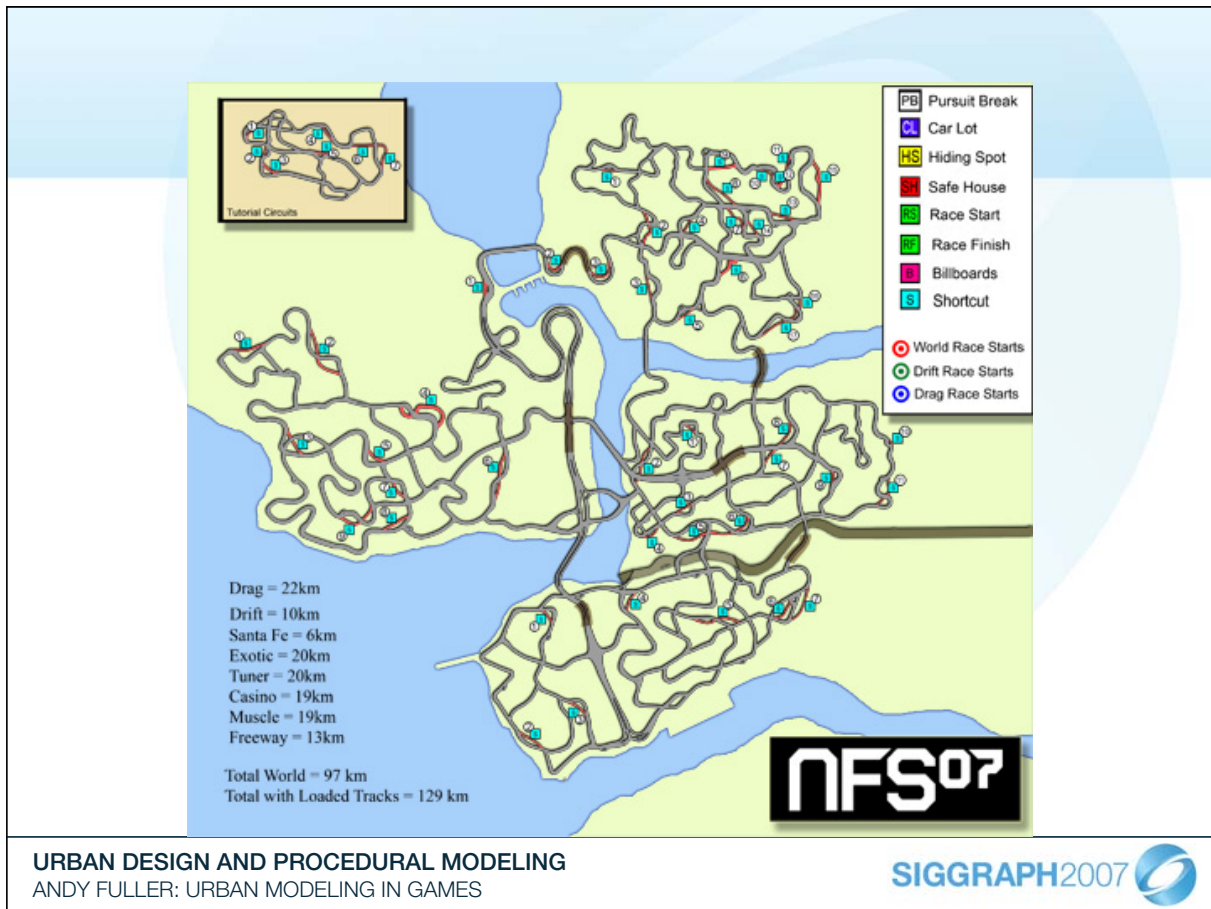 Tutorial Circuits
PB Pursuit Break
CL Car Lot
HS Hiding Spot
SH Safe House
RS Race Start
RF Race Finish
B Billboards
S Shortcut
World Race Starts
Drift Race Starts
Drag Race Starts
Drag = 22km
Drift = 10km
Santa Fe = 6km
Exotic = 20km
Tuner = 20km
Casino = 19km
Muscle = 19km
Freeway = 13km
Total World = 97 km
Total with Loaded Tracks = 129 km
NFS07
URBAN DESIGN AND PROCEDURAL MODELING
ANDY FULLER: URBAN MODELING IN GAMES
SIGGRAPH2007